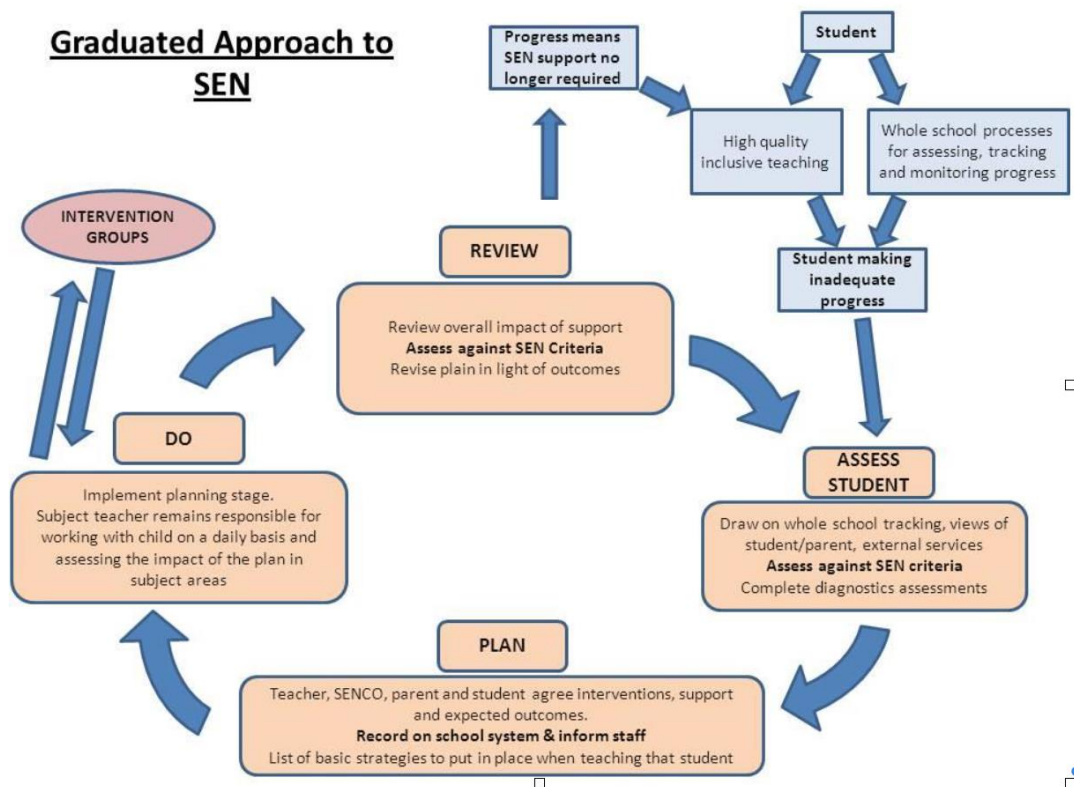 Graduated Approach to
SEN
Progress means
SEN support no
longer required
Student
High quality
inclusive teaching
Whole school processes
for assessing, tracking
and monitoring progress
Student making
inadequate
progress
INTERVENTION
GROUPS
REVIEW
Review overall impact of support
Assess against SEN Criteria
Revise plain in light of outcomes
ASSESS
STUDENT
Draw on whole school tracking, views of
student/parent, external services
Assess against SEN criteria
Complete diagnostics assessments
PLAN
Teacher, SENCO, parent and student agree interventions, support
and expected outcomes.
Record on school system & inform staff
List of basic strategies to put in place when teaching that student
DO
Implement planning stage.
Subject teacher remains responsible for
working with child on a daily basis and
assessing the impact of the plan in
subject areas